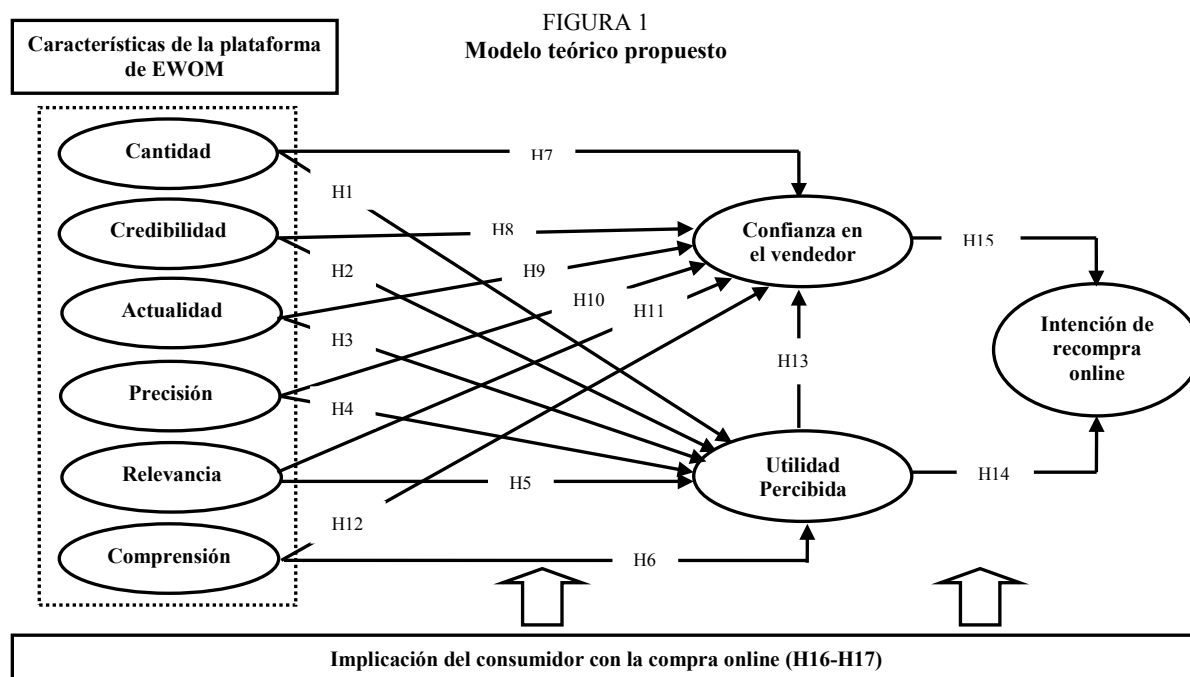 FIGURA 1
Modelo teórico propuesto
Características de la plataforma
de EWOM
Cantidad
Credibilidad
Actualidad
Precisión
Relevancia
Comprensión
H7
H1
H8
H2
H9
H10
H11
H3
H4
H5
H12
H6
Confianza en
el vendedor
H13
Utilidad
Percibida
H15
H14
Intención de
recompra
online
Implicación del consumidor con la compra online (H16-H17)